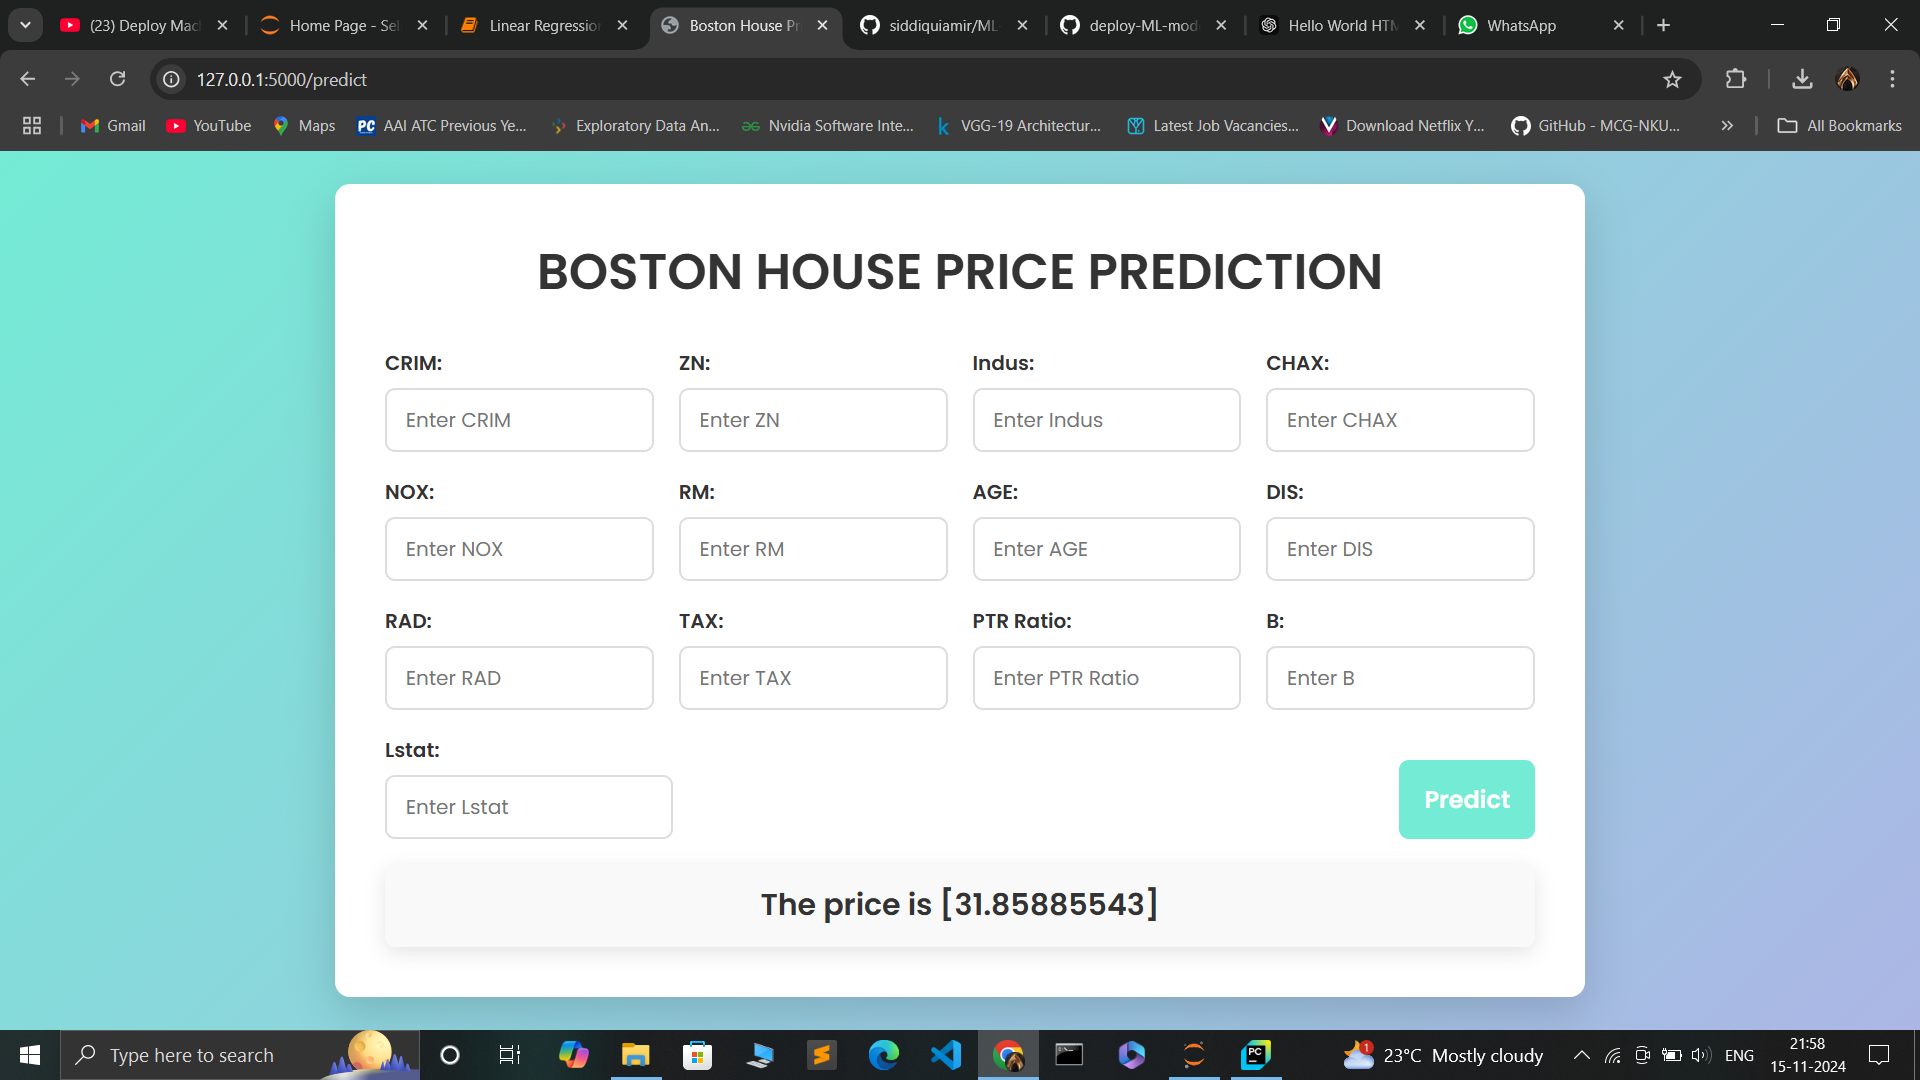 (23) Deploy Mac
Home Page - Sel
Linear Regression
Boston House Pr
siddiquiamir/ML-
deploy-ML-mod
Hello World HTM
WhatsApp
127.0.0.1:5000/predict
Gmail
YouTube
Maps
PC AAI ATC Previous Ye...
Exploratory Data An...
Nvidia Software Inte...
k VGG-19 Architectur...
Latest Job Vacancies...
Download Netflix Y...
GitHub - MCG-NKU...
All Bookmarks
BOSTON HOUSE PRICE PREDICTION
CRIM: ZN: Indus: CHAX:
Enter CRIM Enter ZN Enter Indus Enter CHAX
NOX: RM: AGE: DIS:
Enter NOX Enter RM Enter AGE Enter DIS
RAD: TAX: PTR Ratio: B:
Enter RAD Enter TAX Enter PTR Ratio Enter B
Lstat:
Enter Lstat
Predict
The price is [31.85885543]
Type here to search
PC
1
23°C Mostly cloudy
ENG
21:58
15-11-2024